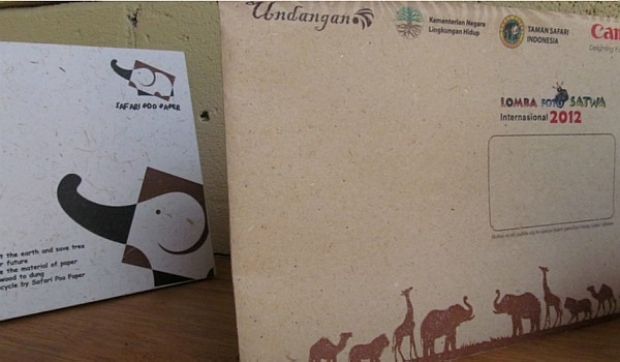 SAFARI POO PAPER
t the earth and save tree
r future
e the material of paper
wood to dung
cycle by Safari Poo Paper
Undangan
Kementerian Negara
Lingkungan Hidup
TAMAN SAFARI
INDONESIA
Can
Delighting
LOMBA FOTO SATWA
Internasional 2012